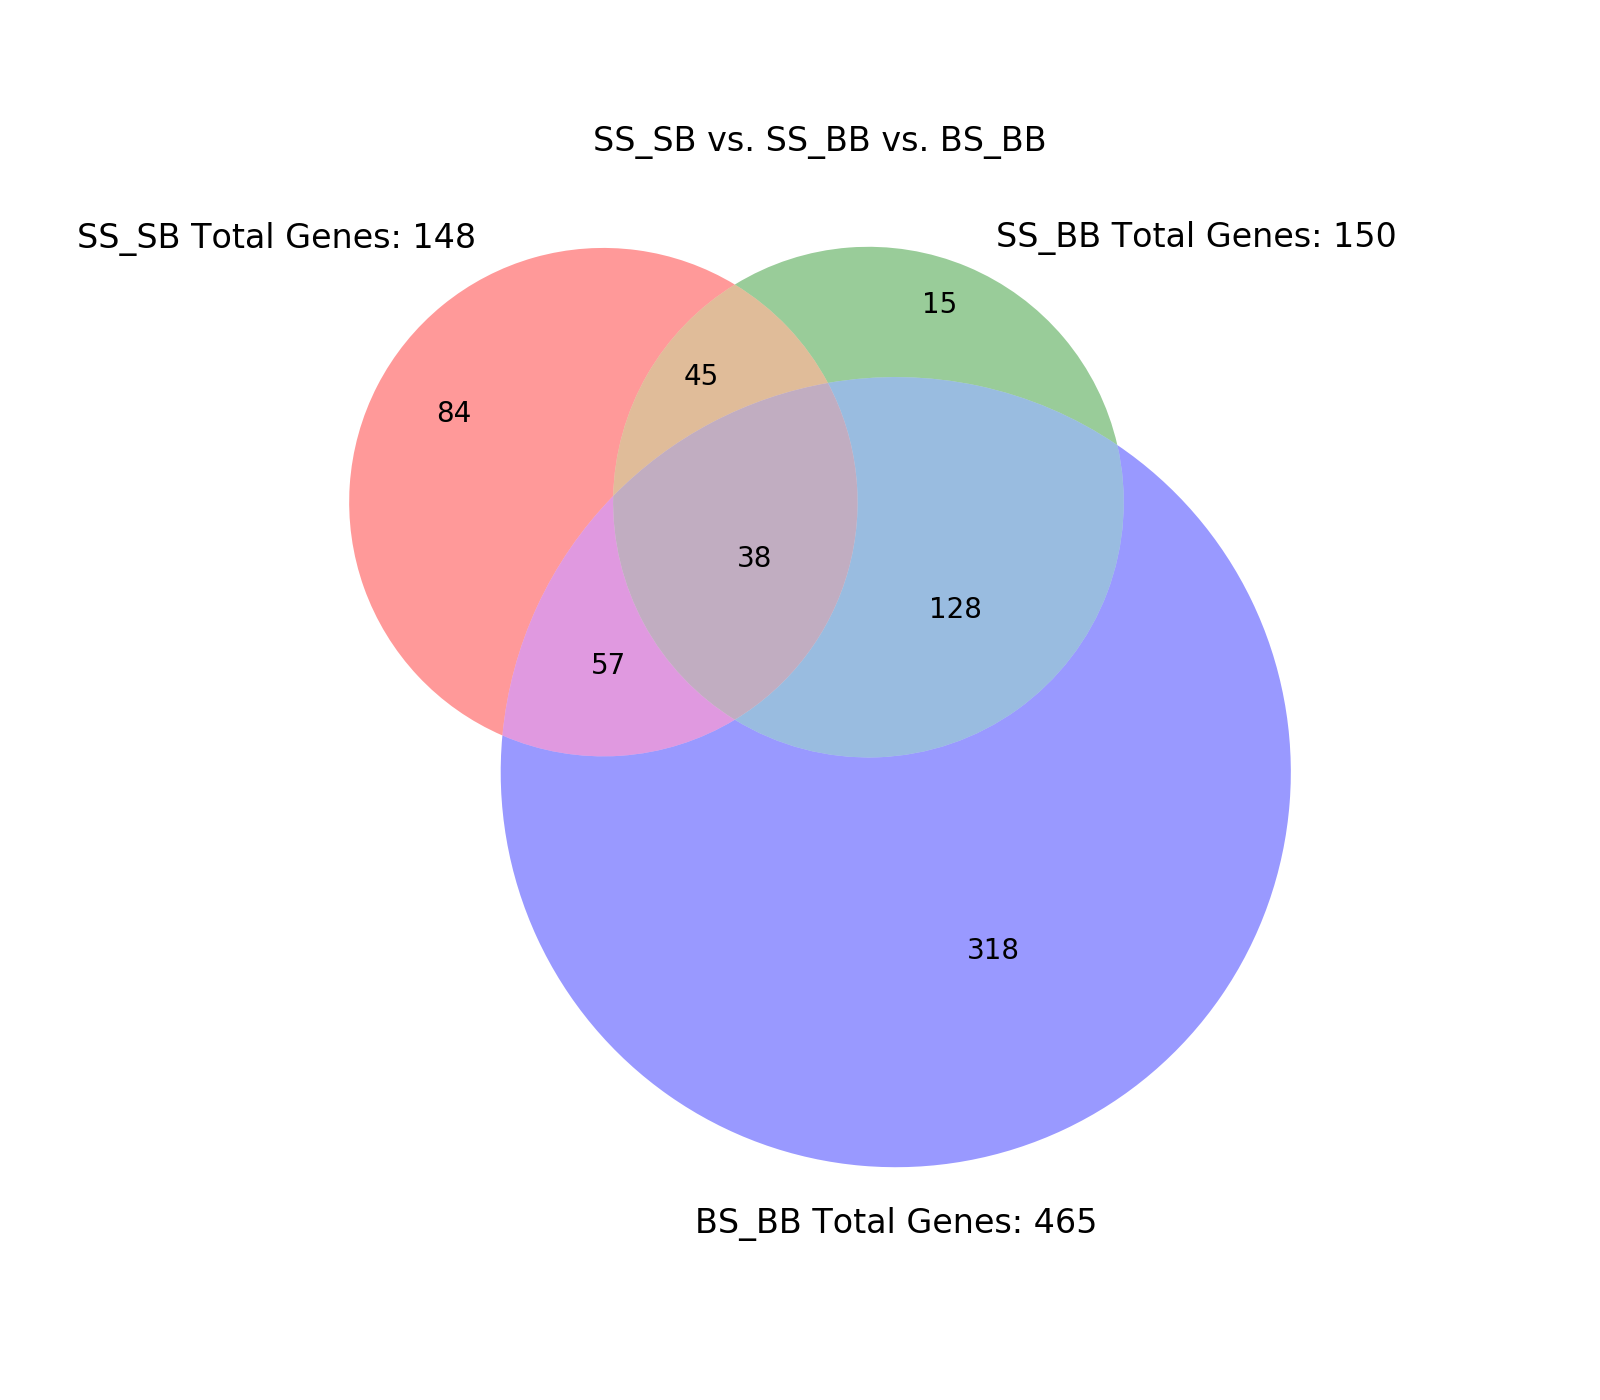 SS_SB vs. SS_BB vs. BS_BB
SS_SB Total Genes: 148
SS_BB Total Genes: 150
15
45
84
38
128
57
318
BS_BB Total Genes: 465